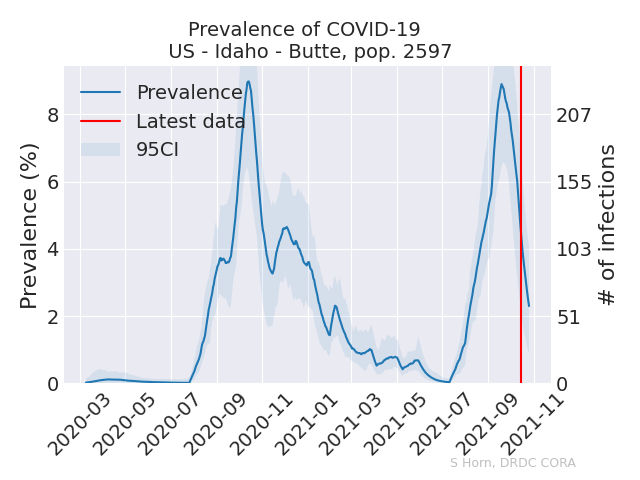 Prevalence of COVID-19
US - Idaho - Butte, pop. 2597
Prevalence
Latest data
95CI
Prevalence (%)
8
6
4
2
0
207
155
103
51
0
# of infections
2020-03
2020-05
2020-07
2020-09
2020-11
2021-01
2021-03
2021-05
2021-07
2021-09
2021-11
S Horn, DRDC CORA